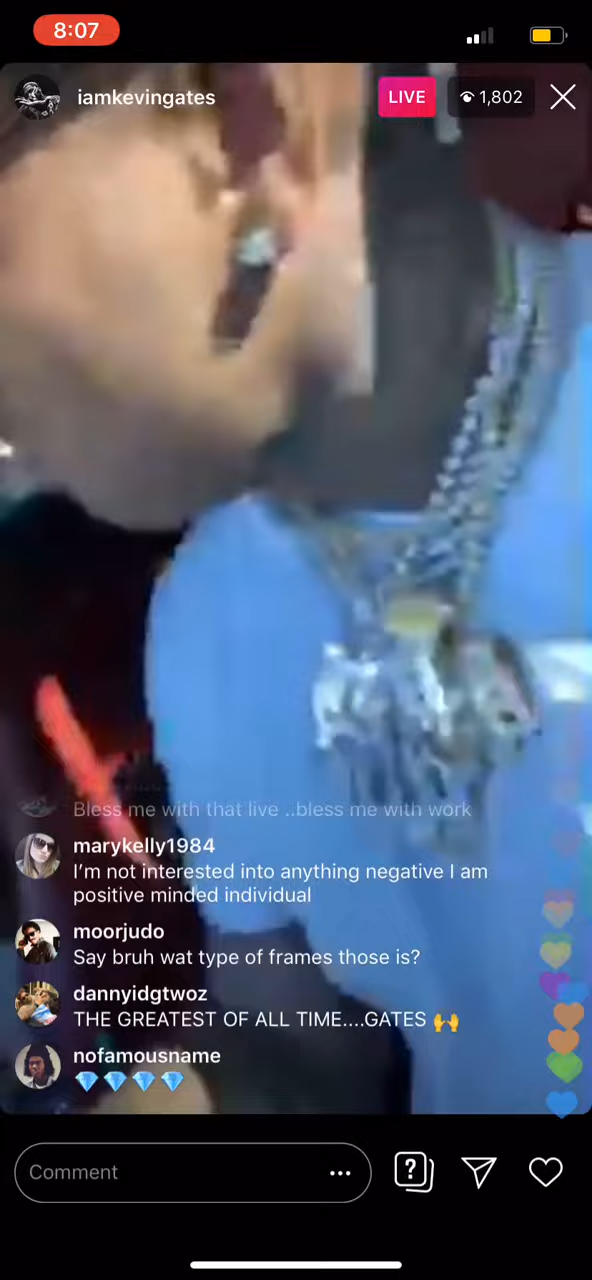 8:07
iamkevingates
LIVE
1,802
Bless me with that live ..bless me with work
marykelly1984
I'm not interested into anything negative I am
positive minded individual
moorjudo
Say bruh wat type of frames those is?
dannyidgtwoz
THE GREATEST OF ALL TIME....GATES 🙌
nofamousname
💎💎💎💎
Comment